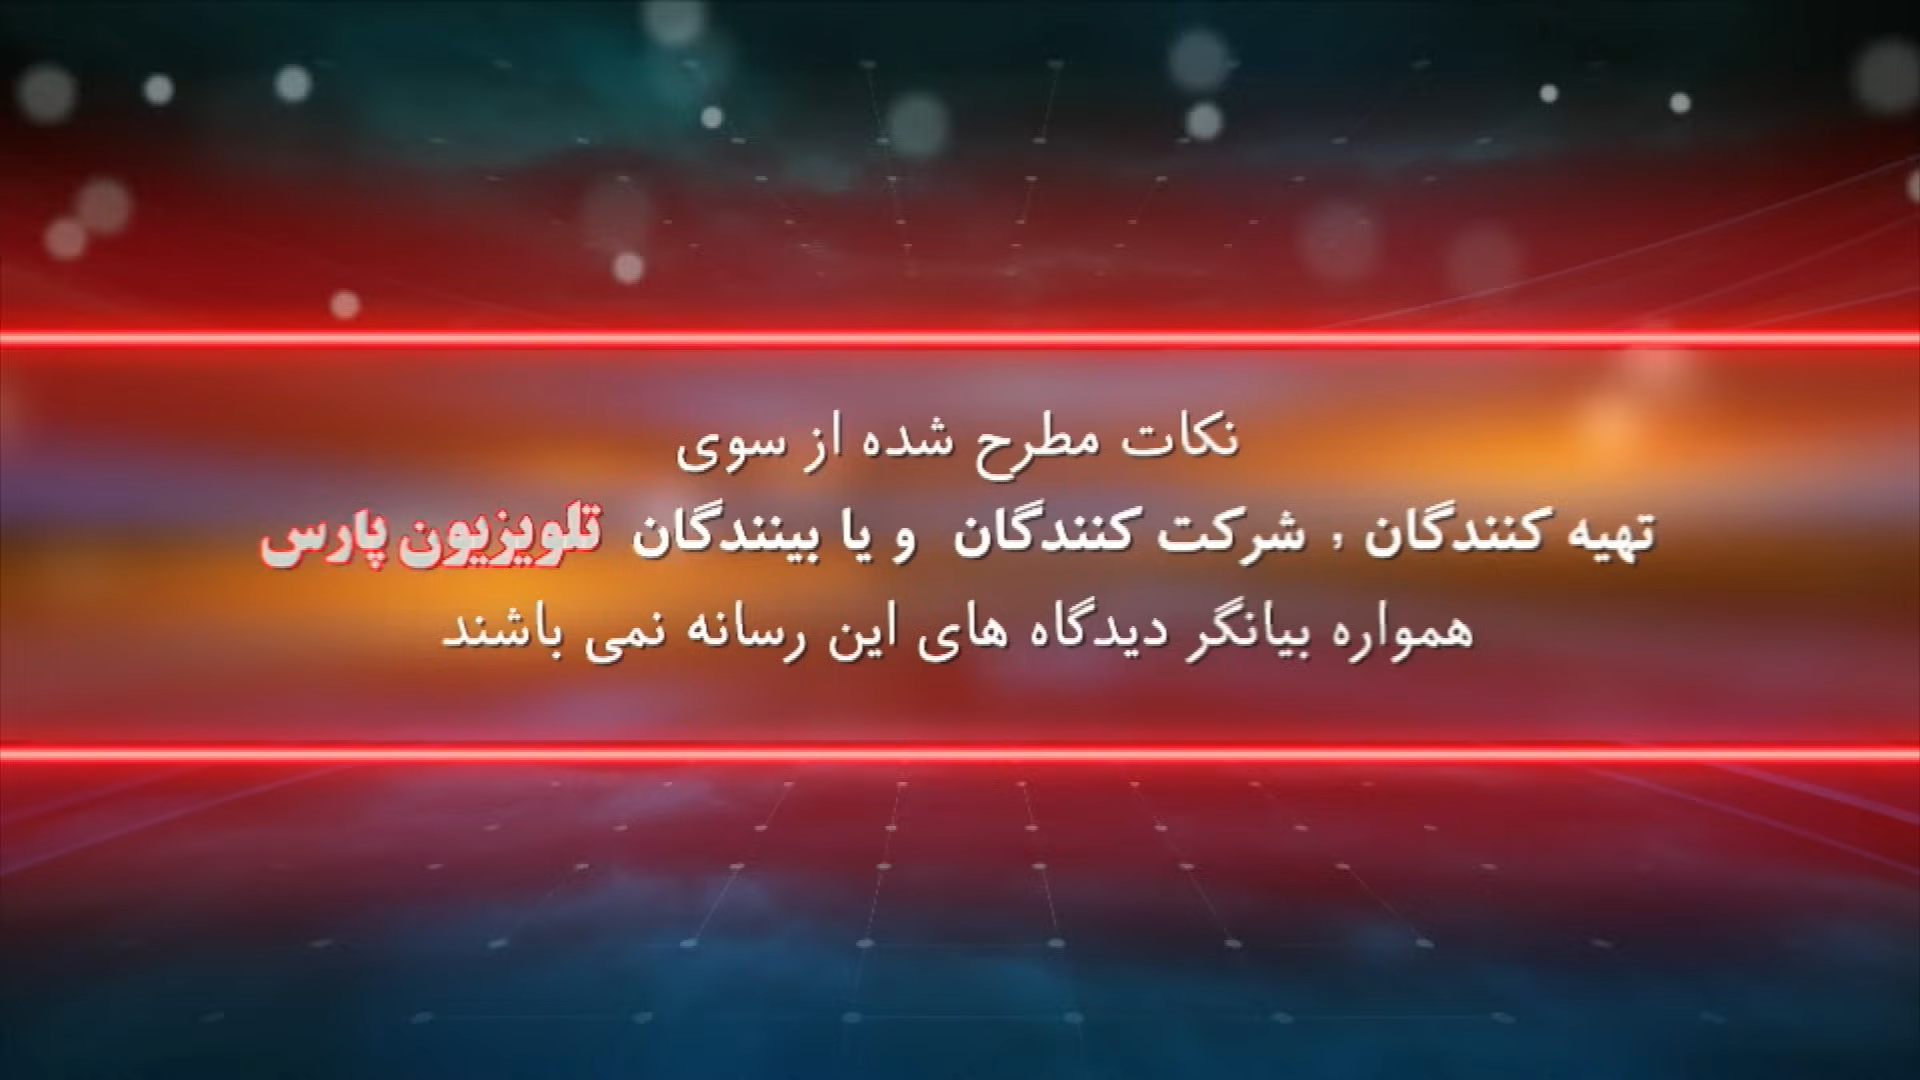 نکات مطرح شده از سوی
تهیه کنندگان , شرکت کنندگان و یا بینندگان تلویزیون پارس
همواره بیانگر دیدگاه های این رسانه نمی باشند